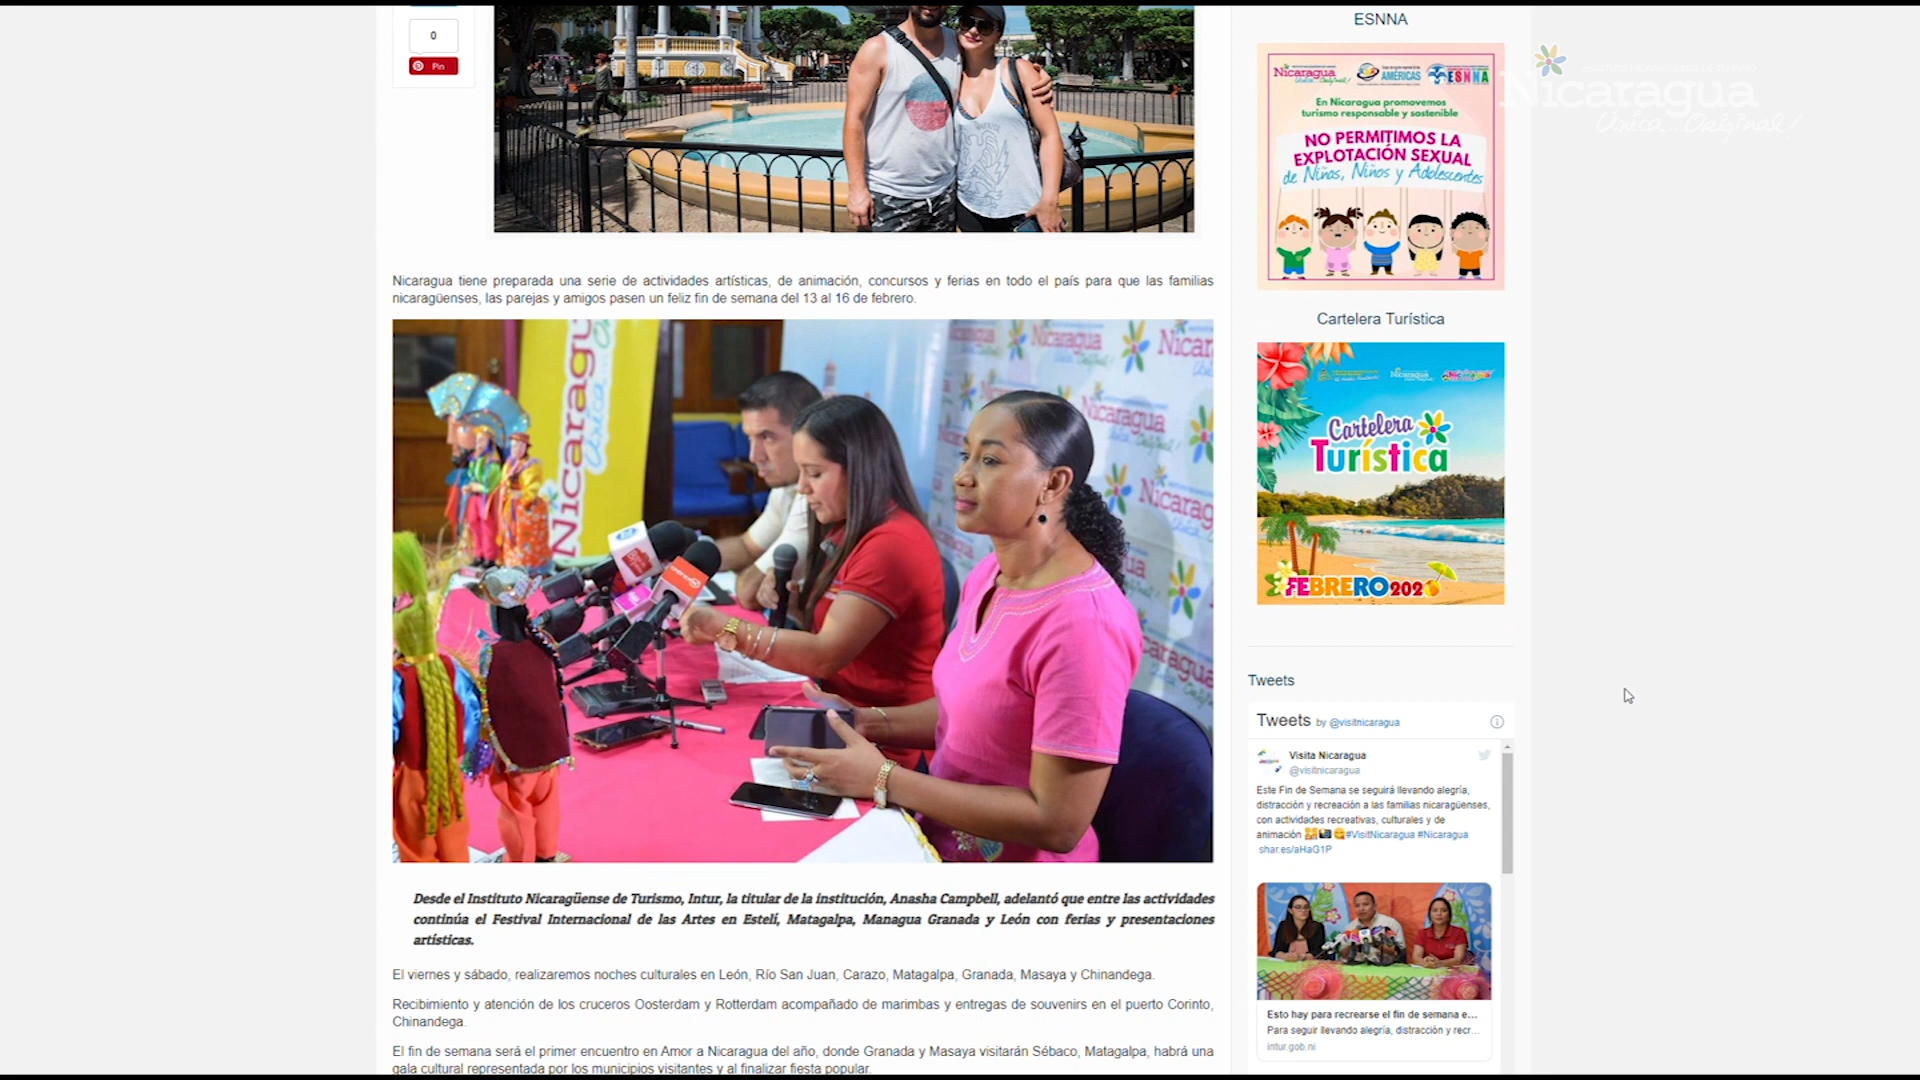 0
Pin
Nicaragua tiene preparada una serie de actividades artísticas, de animación, concursos y ferias en todo el país para que las familias
nicaragüenses, las parejas y amigos pasen un feliz fin de semana del 13 al 16 de febrero.
Nicaragua
Nicaragua
Nicaragua
Nicaragua
Desde el Instituto Nicaragüense de Turismo, Intur, la titular de la institución, Anasha Campbell, adelantó que entre las actividades
continúa el Festival Internacional de las Artes en Estelí, Matagalpa, Managua Granada y León con ferias y presentaciones
artísticas.
El viernes y sábado, realizaremos noches culturales en León, Río San Juan, Carazo, Matagalpa, Granada, Masaya y Chinandega.
Recibimiento y atención de los cruceros Oosterdam y Rotterdam acompañado de marimbas y entregas de souvenirs en el puerto Corinto,
Chinandega.
El fin de semana será el primer encuentro en Amor a Nicaragua del año, donde Granada y Masaya visitarán Sébaco, Matagalpa, habrá una
gala cultural representada por los municipios visitantes y al finalizar fiesta popular.
ESNNA
Nicaragua
AMÉRICAS
ESNNA
En Nicaragua promovemos
turismo responsable y sostenible
NO PERMITIMOS LA
EXPLOTACIÓN SEXUAL
de Niñas, Niños y Adolescentes
Cartelera Turística
Nicaragua
Cartelera
Turística
FEBRERO 2020
Tweets
Tweets by @visitnicaragua
Visita Nicaragua
@visitnicaragua
Este Fin de Semana se seguirá llevando alegría,
distracción y recreación a las familias nicaragüenses,
con actividades recreativas, culturales y de
animación #VisitNicaragua #Nicaragua
shar.es/aHaG1P
Esto hay para recrearse el fin de semana e...
Para seguir llevando alegría, distracción y recr...
intur.gob.ni
Nicaragua
Única... Original!